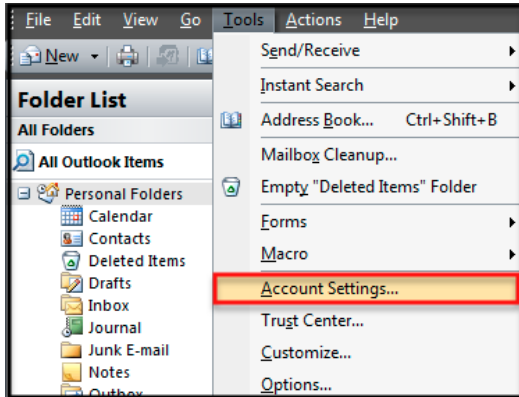 File Edit View Go Tools Actions Help
New
Folder List
All Folders
All Outlook Items
Personal Folders
Calendar
Contacts
Deleted Items
Drafts
Inbox
Journal
Junk E-mail
Notes
Outbox
Send/Receive
Instant Search
Address Book... Ctrl+Shift+B
Mailbox Cleanup...
Empty "Deleted Items" Folder
Forms
Macro
Account Settings...
Trust Center...
Customize...
Options...